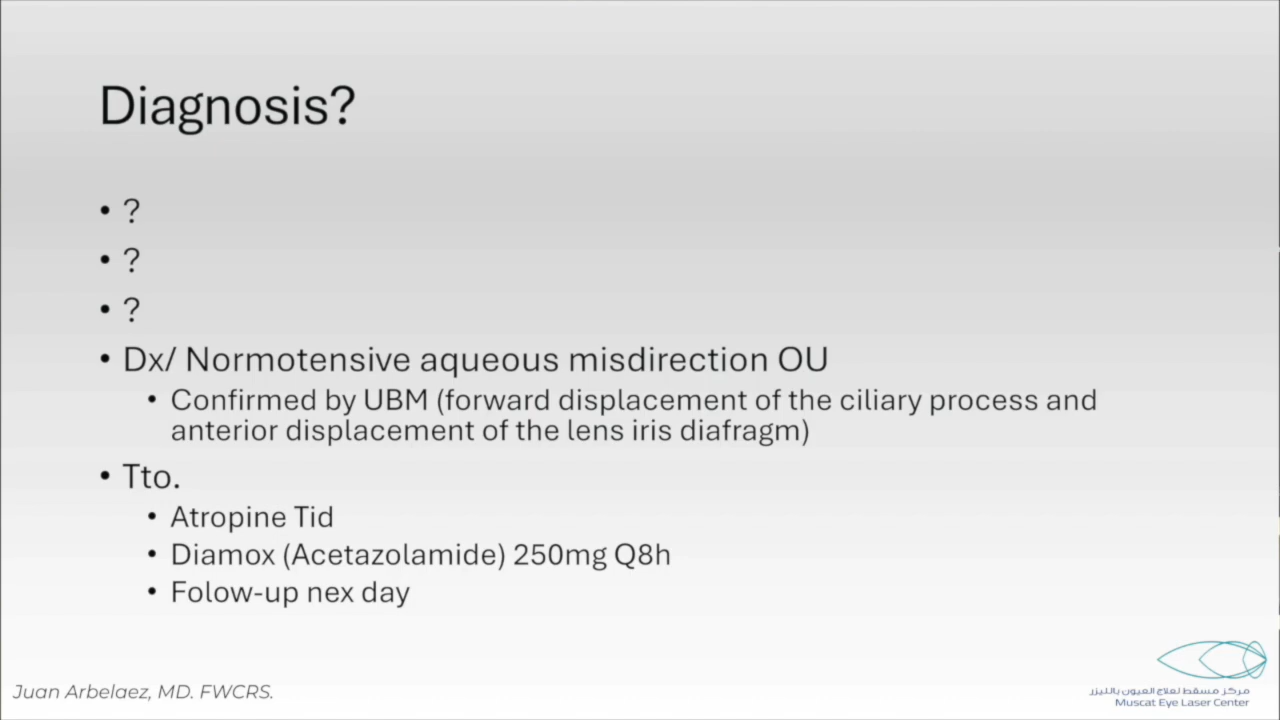 Diagnosis?
• ?
• ?
• ?
• Dx/ Normotensive aqueous misdirection OU
• Confirmed by UBM (forward displacement of the ciliary process and
anterior displacement of the lens iris diafragm)
• Tto.
• Atropine Tid
• Diamox (Acetazolamide) 250mg Q8h
• Folow-up nex day
Juan Arbelaez, MD. FWCRS.
مركز مسقط لعلاج العيون بالليزر
Muscat Eye Laser Center